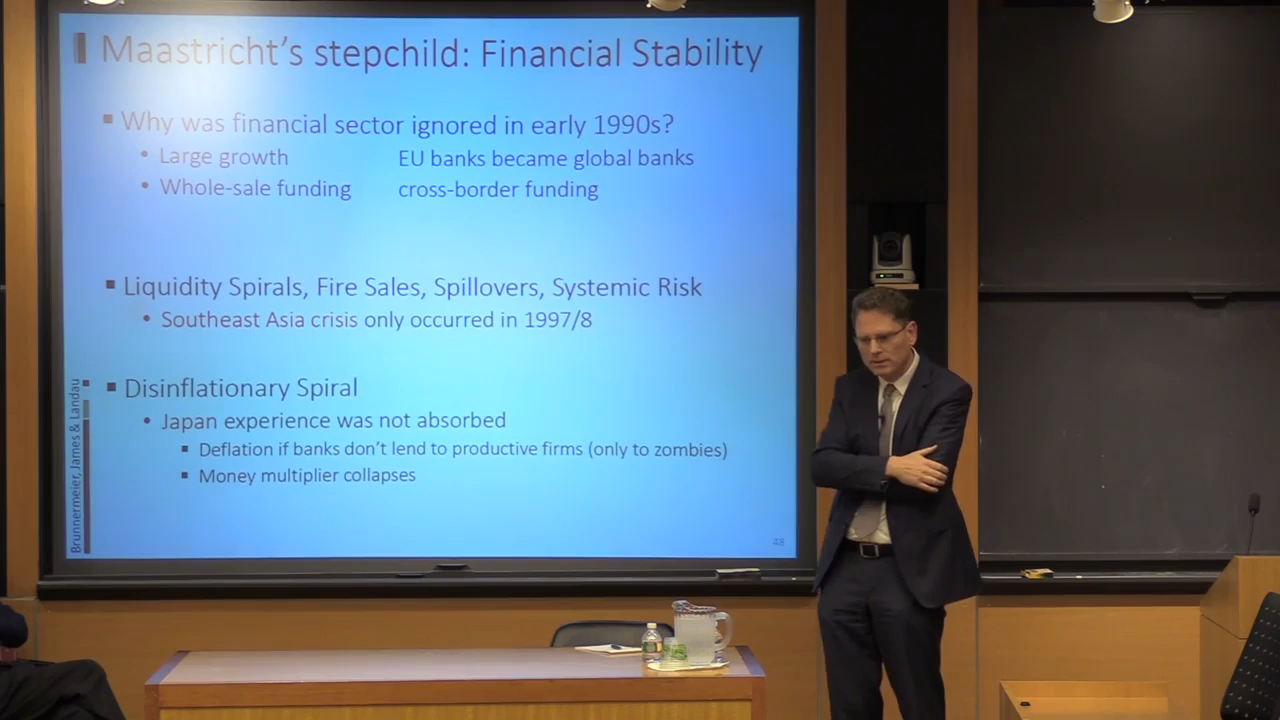 Maastricht's stepchild: Financial Stability
Why was financial sector ignored in early 1990s?
Large growth EU banks became global banks
Whole-sale funding cross-border funding
Liquidity Spirals, Fire Sales, Spillovers, Systemic Risk
Southeast Asia crisis only occurred in 1997/8
Disinflationary Spiral
Japan experience was not absorbed
Deflation if banks don't lend to productive firms (only to zombies)
Money multiplier collapses
Brunnermeier, James & Landau
48